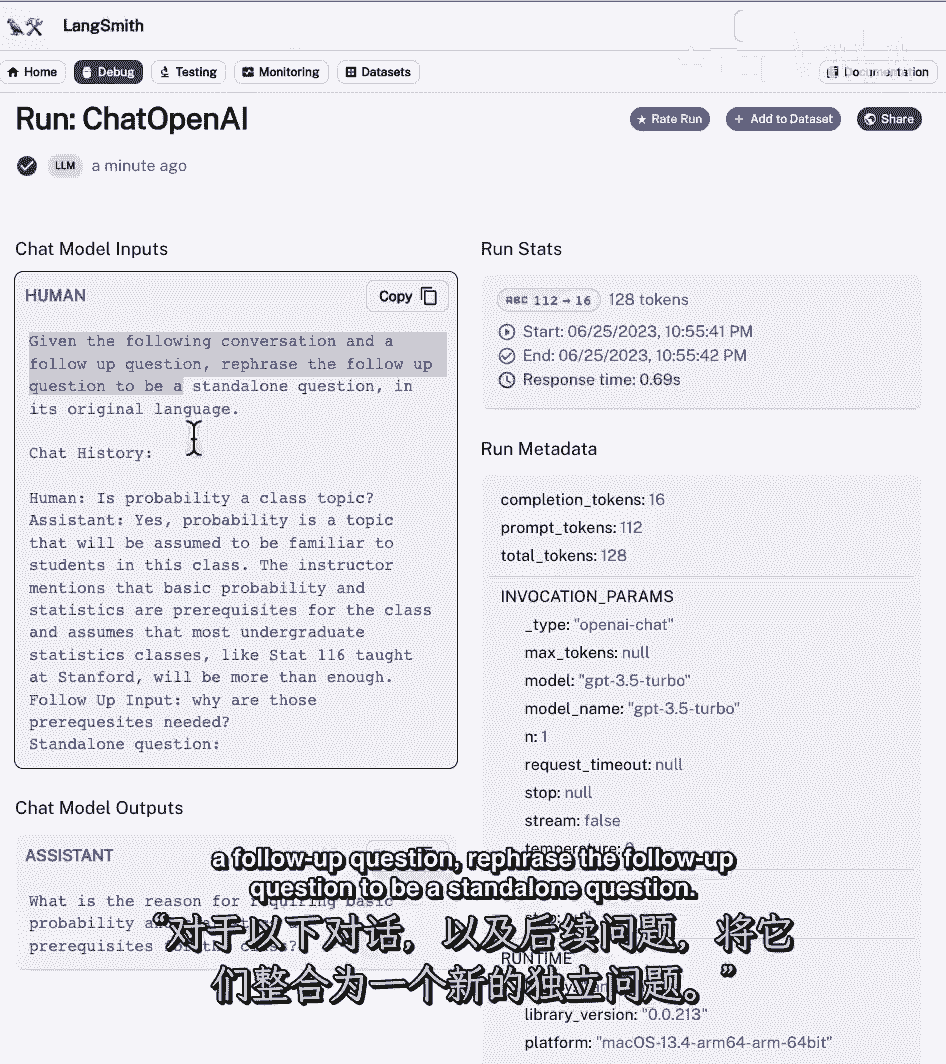 LangSmith
Home
Debug
Testing
Monitoring
Datasets
Documentation
Run: ChatOpenAI
Rate Run
+ Add to Dataset
Share
LLM
a minute ago
Chat Model Inputs
HUMAN
Copy
Given the following conversation and a
follow up question, rephrase the follow up
question to be a standalone question, in
its original language.
Chat History:
Human: Is probability a class topic?
Assistant: Yes, probability is a topic
that will be assumed to be familiar to
students in this class. The instructor
mentions that basic probability and
statistics are prerequisites for the class
and assumes that most undergraduate
statistics classes, like Stat 116 taught
at Stanford, will be more than enough.
Follow Up Input: why are those
prerequesites needed?
Standalone question:
Chat Model Outputs
ASSISTANT
What is the reason for requiring basic
probability
prerequisites
Run Stats
ABC 112 → 16
128 tokens
Start: 06/25/2023, 10:55:41 PM
End: 06/25/2023, 10:55:42 PM
Response time: 0.69s
Run Metadata
completion_tokens: 16
prompt_tokens: 112
total_tokens: 128
INVOCATION_PARAMS
_type: "openai-chat"
max_tokens: null
model: "gpt-3.5-turbo"
model_name: "gpt-3.5-turbo"
n: 1
request_timeout: null
stop: null
stream: false
temperature:
RUNTIME
library_version: "0.0.213"
platform: "macOS-13.4-arm64-arm-64bit"
a follow-up question, rephrase the follow-up
question to be a standalone question.
“对于以下对话，以及后续问题，将它
们整合为一个新的独立问题。”